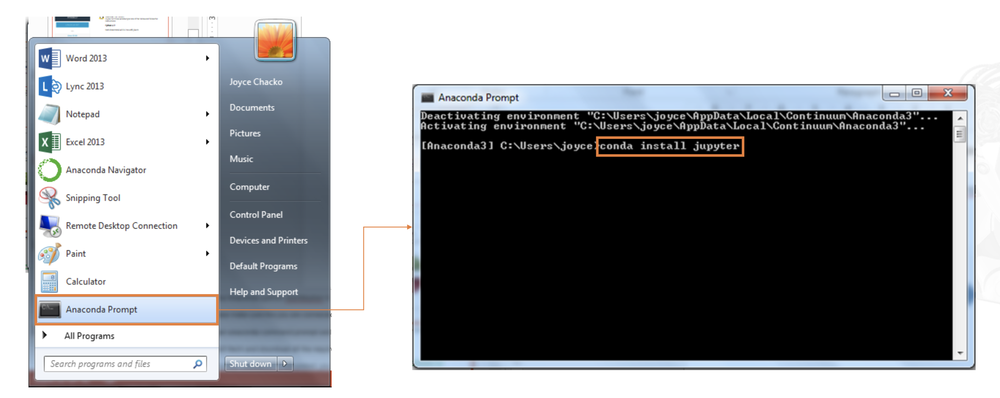 Word 2013
Lync 2013
Notepad
Excel 2013
Anaconda Navigator
Snipping Tool
Remote Desktop Connection
Paint
Calculator
Anaconda Prompt
All Programs
Search programs and files
Joyce Chacko
Documents
Pictures
Music
Computer
Control Panel
Devices and Printers
Default Programs
Help and Support
Shut down
Anaconda Prompt
Deactivating environment "C:\Users\joyce\AppData\Local\Continuum\Anaconda3"...
Activating environment "C:\Users\joyce\AppData\Local\Continuum\Anaconda3"...
[Anaconda3] C:\Users\joyce>conda install jupyter